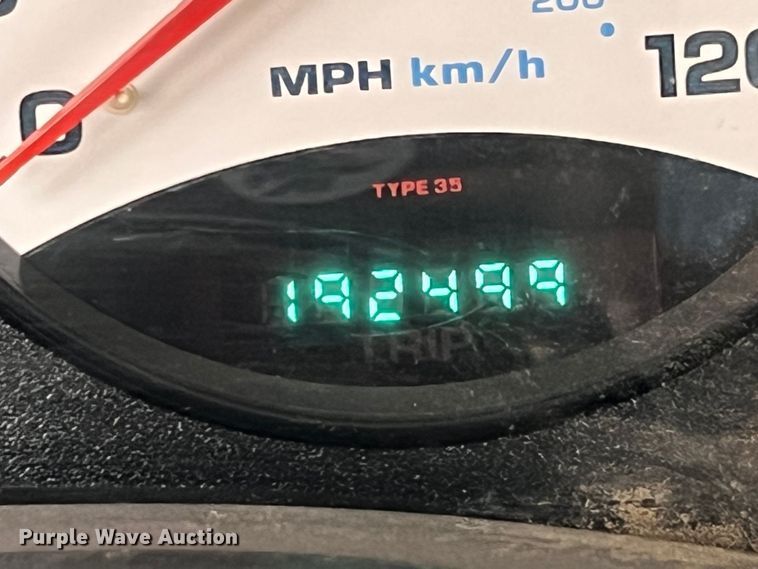 200
MPH km/h
120
0
TYPE 35
192499
TRIP
Purple Wave Auction